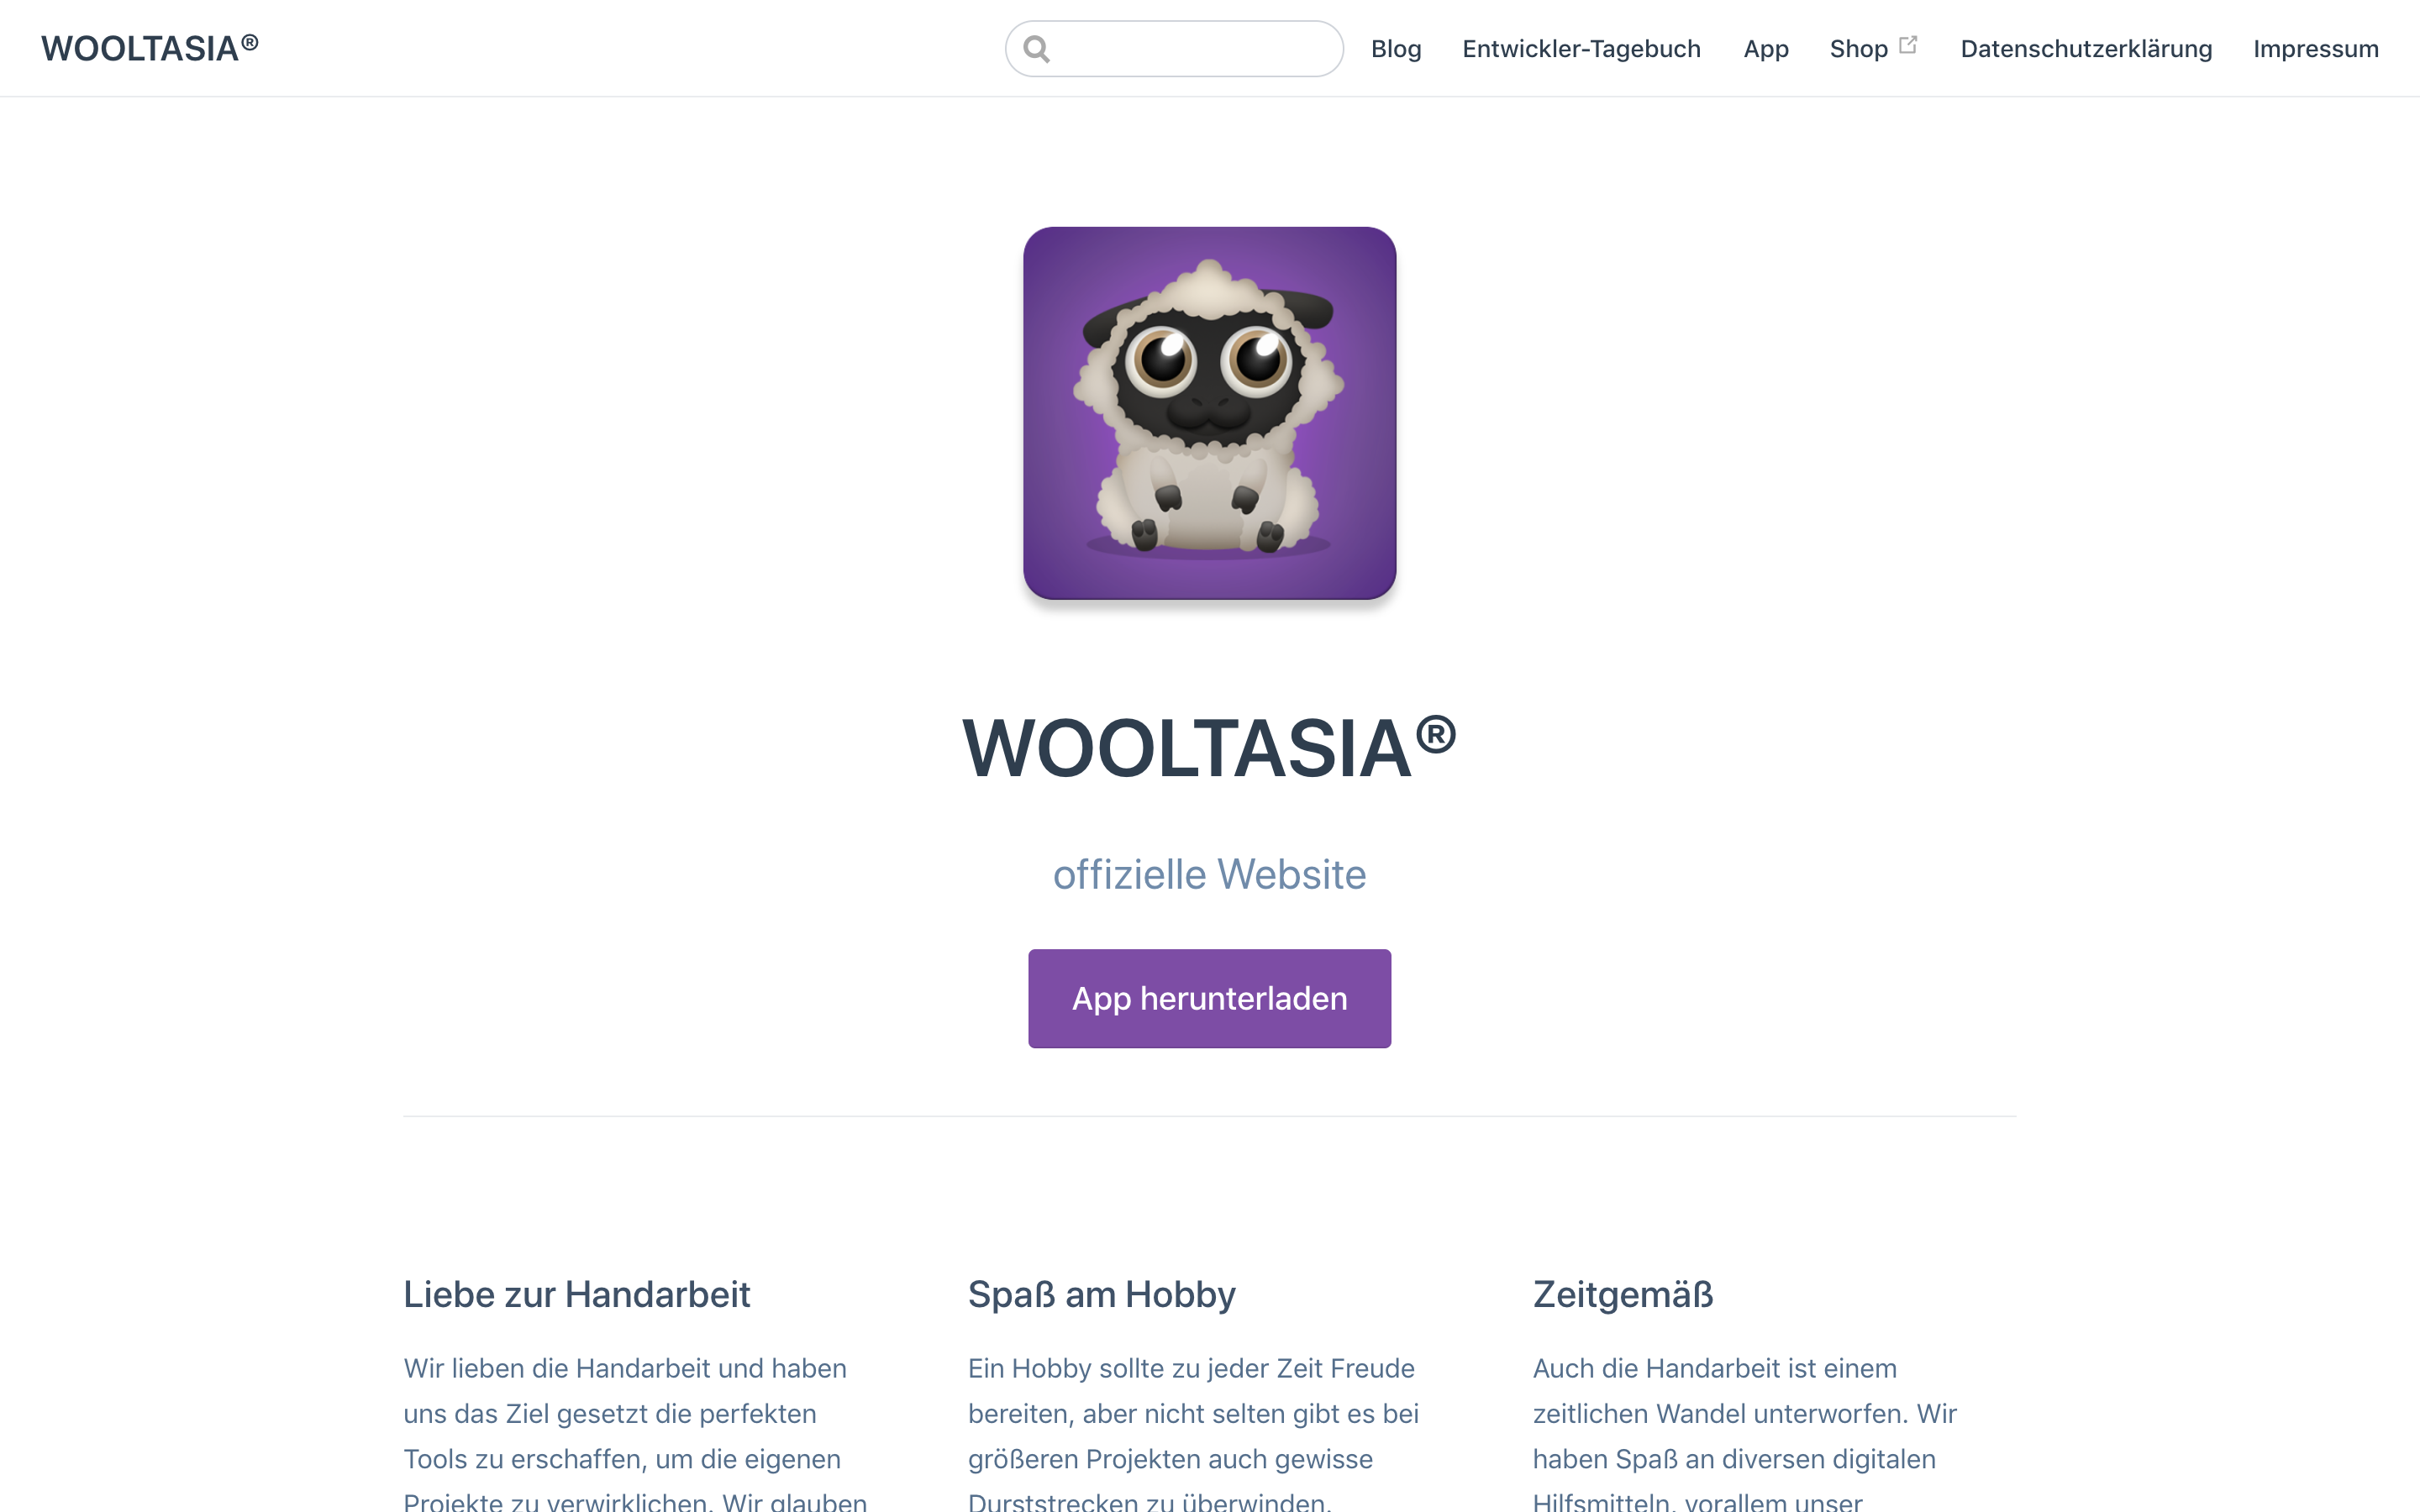 WOOLTASIA®
Blog
Entwickler-Tagebuch
App
Shop
Datenschutzerklärung
Impressum
WOOLTASIA®
offizielle Website
App herunterladen
Liebe zur Handarbeit
Wir lieben die Handarbeit und haben
uns das Ziel gesetzt die perfekten
Tools zu erschaffen, um die eigenen
Projekte zu verwirklichen. Wir glauben
Spaß am Hobby
Ein Hobby sollte zu jeder Zeit Freude
bereiten, aber nicht selten gibt es bei
größeren Projekten auch gewisse
Durststrecken zu überwinden.
Zeitgemäß
Auch die Handarbeit ist einem
zeitlichen Wandel unterworfen. Wir
haben Spaß an diversen digitalen
Hilfsmitteln, vorallem unser